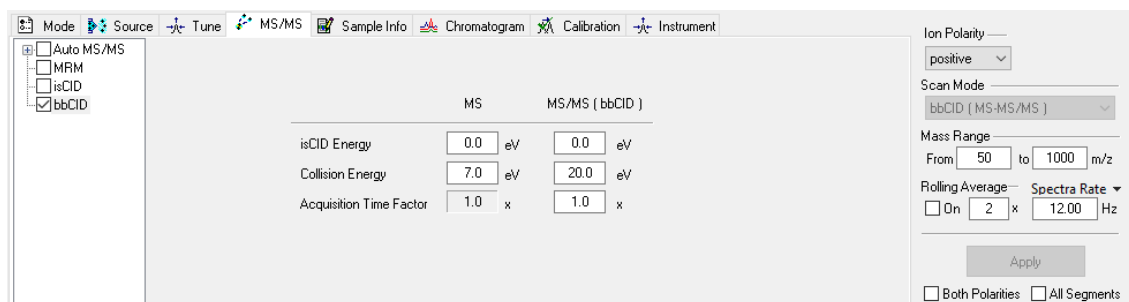 Mode Source Tune MS/MS Sample Info Chromatogram Calibration Instrument
Auto MS/MS
MRM
isCID
bbCID
MS MS/MS ( bbCID )
isCID Energy 0.0 eV 0.0 eV
Collision Energy 7.0 eV 20.0 eV
Acquisition Time Factor 1.0 x 1.0 x
Ion Polarity
positive
Scan Mode
bbCID ( MS-MS/MS )
Mass Range
From 50 to 1000 m/z
Rolling Average Spectra Rate
On 2 x 12.00 Hz
Apply
Both Polarities All Segments